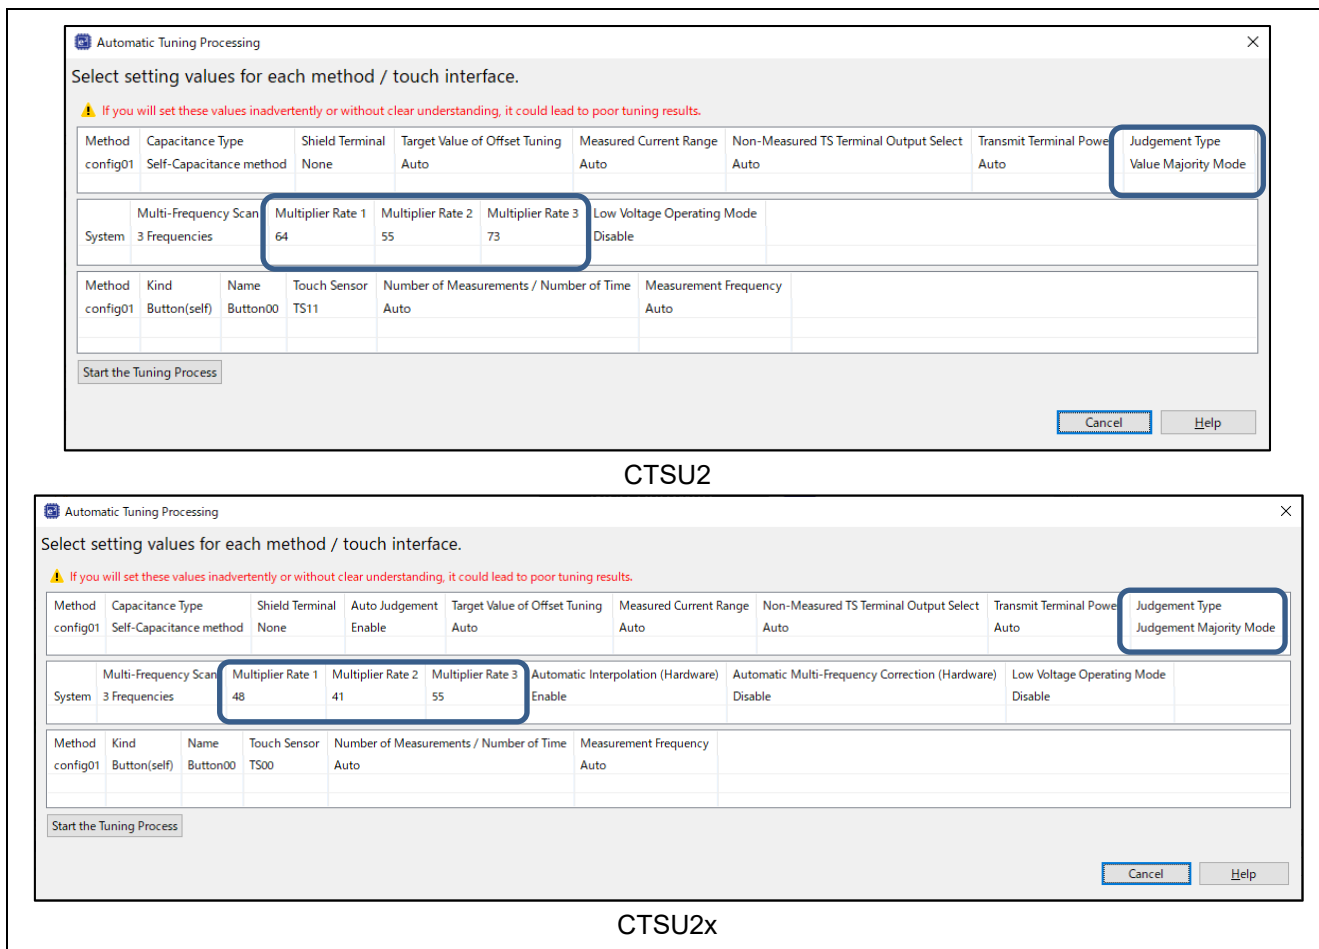 Automatic Tuning Processing
Select setting values for each method / touch interface.
If you will set these values inadvertently or without clear understanding, it could lead to poor tuning results.
Method Capacitance Type Shield Terminal Target Value of Offset Tuning Measured Current Range Non-Measured TS Terminal Output Select Transmit Terminal Powe Judgement Type
config01 Self-Capacitance method None Auto Auto Auto Auto Value Majority Mode
Multi-Frequency Scan Multiplier Rate 1 Multiplier Rate 2 Multiplier Rate 3 Low Voltage Operating Mode
System 3 Frequencies 64 55 73 Disable
Method Kind Name Touch Sensor Number of Measurements / Number of Time Measurement Frequency
config01 Button(self) Button00 TS11 Auto Auto
Start the Tuning Process
Cancel Help
CTSU2
Automatic Tuning Processing
Select setting values for each method / touch interface.
If you will set these values inadvertently or without clear understanding, it could lead to poor tuning results.
Method Capacitance Type Shield Terminal Auto Judgement Target Value of Offset Tuning Measured Current Range Non-Measured TS Terminal Output Select Transmit Terminal Powe Judgement Type
config01 Self-Capacitance method None Enable Auto Auto Auto Auto Judgement Majority Mode
Multi-Frequency Scan Multiplier Rate 1 Multiplier Rate 2 Multiplier Rate 3 Automatic Interpolation (Hardware) Automatic Multi-Frequency Correction (Hardware) Low Voltage Operating Mode
System 3 Frequencies 48 41 55 Enable Disable Disable
Method Kind Name Touch Sensor Number of Measurements / Number of Time Measurement Frequency
config01 Button(self) Button00 TS00 Auto Auto
Start the Tuning Process
Cancel Help
CTSU2x